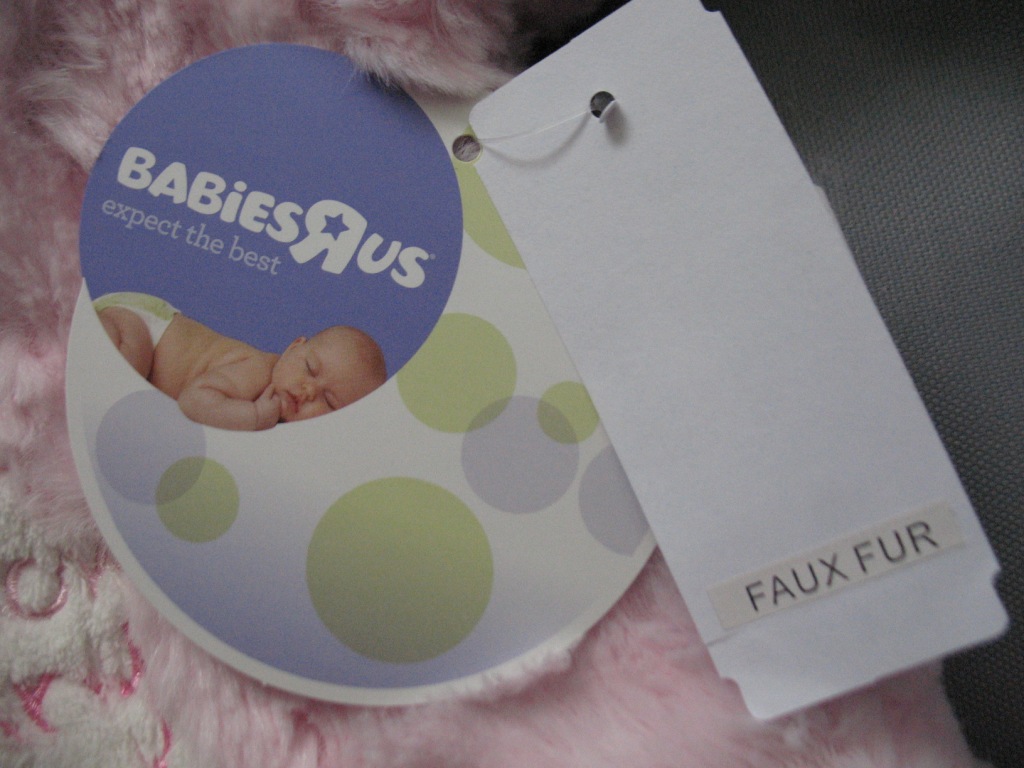 BABiES R US
expect the best
FAUX FUR